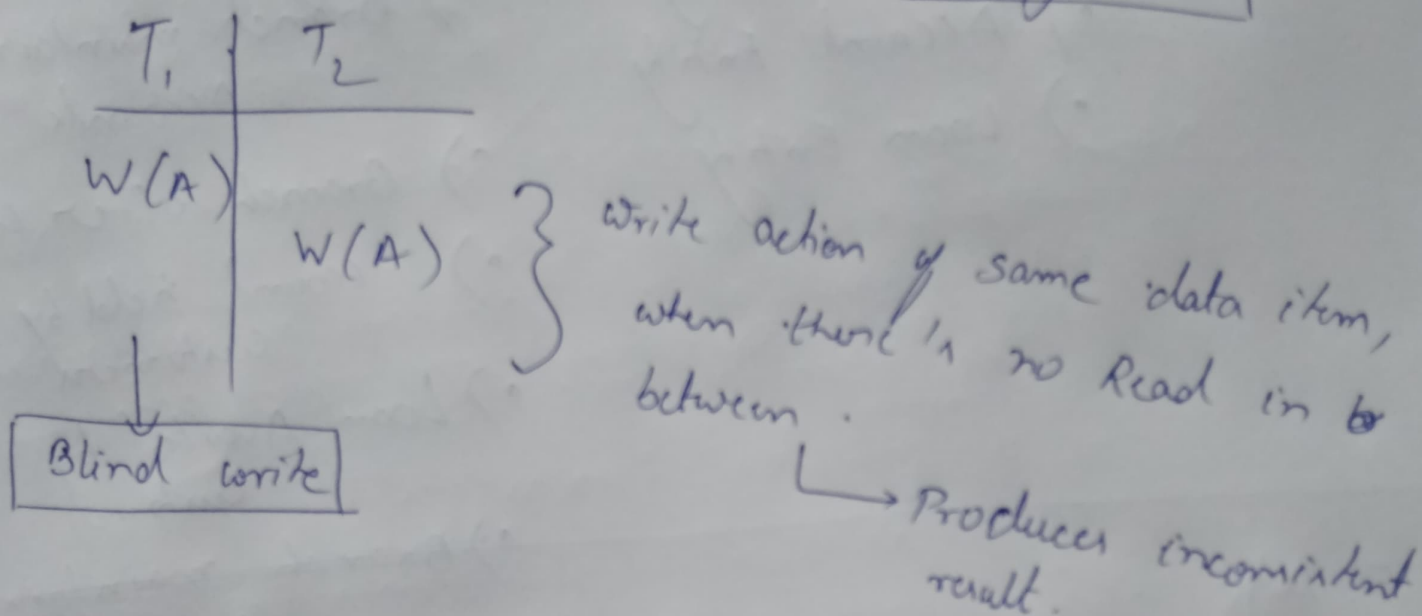 T1 T2
W(A)
W(A)
Write action of same data item,
when there's no Read in
between.
Blind write
Produces inconsistent
result.